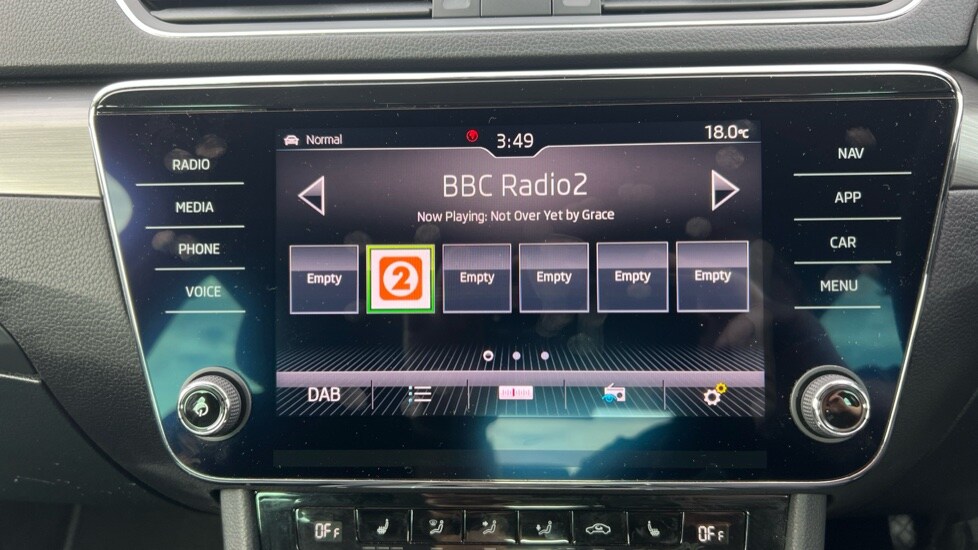 RADIO
MEDIA
PHONE
VOICE
Normal 3:49 18.0°C
BBC Radio2
Now Playing: Not Over Yet by Grace
Empty 2 Empty Empty Empty Empty
DAB
NAV
APP
CAR
MENU
OFF OFF